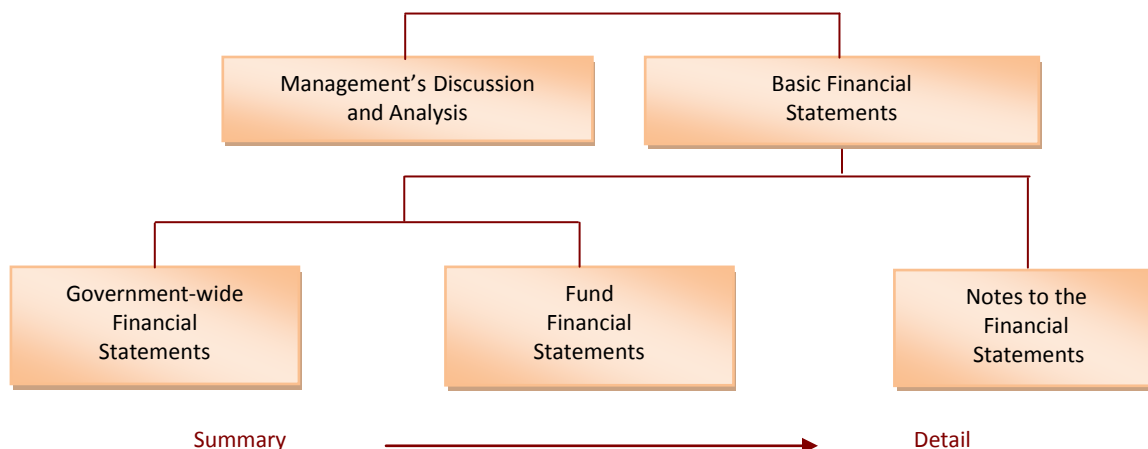 Management’s Discussion
and Analysis
Basic Financial
Statements
Government-wide
Financial
Statements
Fund
Financial
Statements
Notes to the
Financial
Statements
Summary
Detail